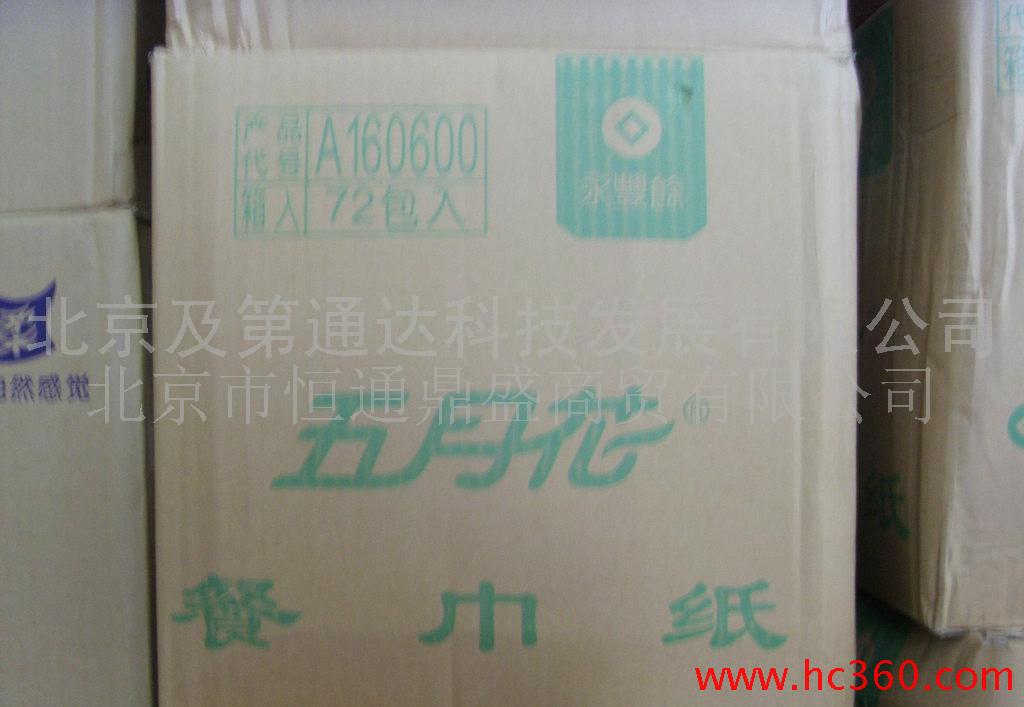 产品代号 A160600
箱入 72包入
永豐餘
北京及第通达科技发展有限公司
北京市恒通鼎盛商贸有限公司
五月花
餐巾纸
自然感觉
柔
代
箱
纸
www.hc360.com